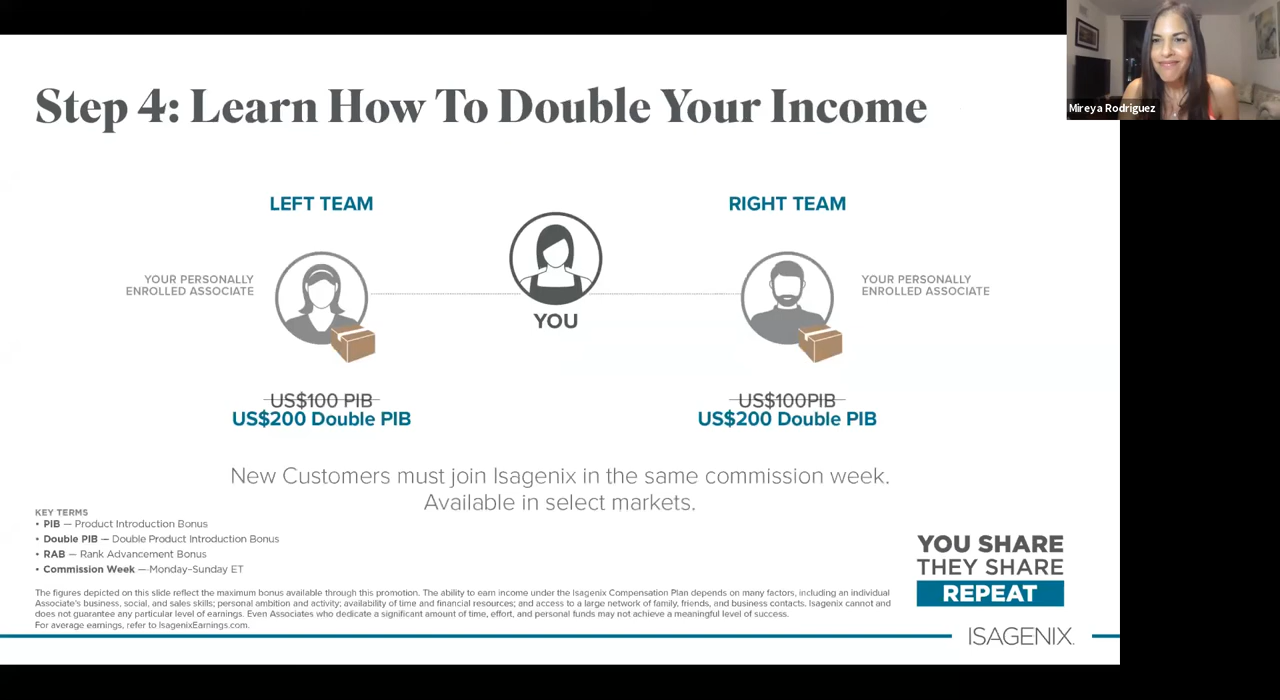 Step 4: Learn How To Double Your Income
Mireya Rodríguez
LEFT TEAM
RIGHT TEAM
YOUR PERSONALLY
ENROLLED ASSOCIATE
YOU
YOUR PERSONALLY
ENROLLED ASSOCIATE
US$100 PIB
US$200 Double PIB
US$100PIB
US$200 Double PIB
New Customers must join Isagenix in the same commission week.
Available in select markets.
KEY TERMS
• PIB — Product Introduction Bonus
• Double PIB — Double Product Introduction Bonus
• RAB — Rank Advancement Bonus
• Commission Week — Monday–Sunday ET
The figures depicted on this slide reflect the maximum bonus available through this promotion. The ability to earn income under the Isagenix Compensation Plan depends on many factors, including an individual
Associate's business, social, and sales skills; personal ambition and activity; availability of time and financial resources; and access to a large network of family, friends, and business contacts. Isagenix cannot and
does not guarantee any particular level of earnings. Even Associates who dedicate a significant amount of time, effort, and personal funds may not achieve a meaningful level of success.
For average earnings, refer to IsagenixEarnings.com.
YOU SHARE
THEY SHARE
REPEAT
ISAGENIX.